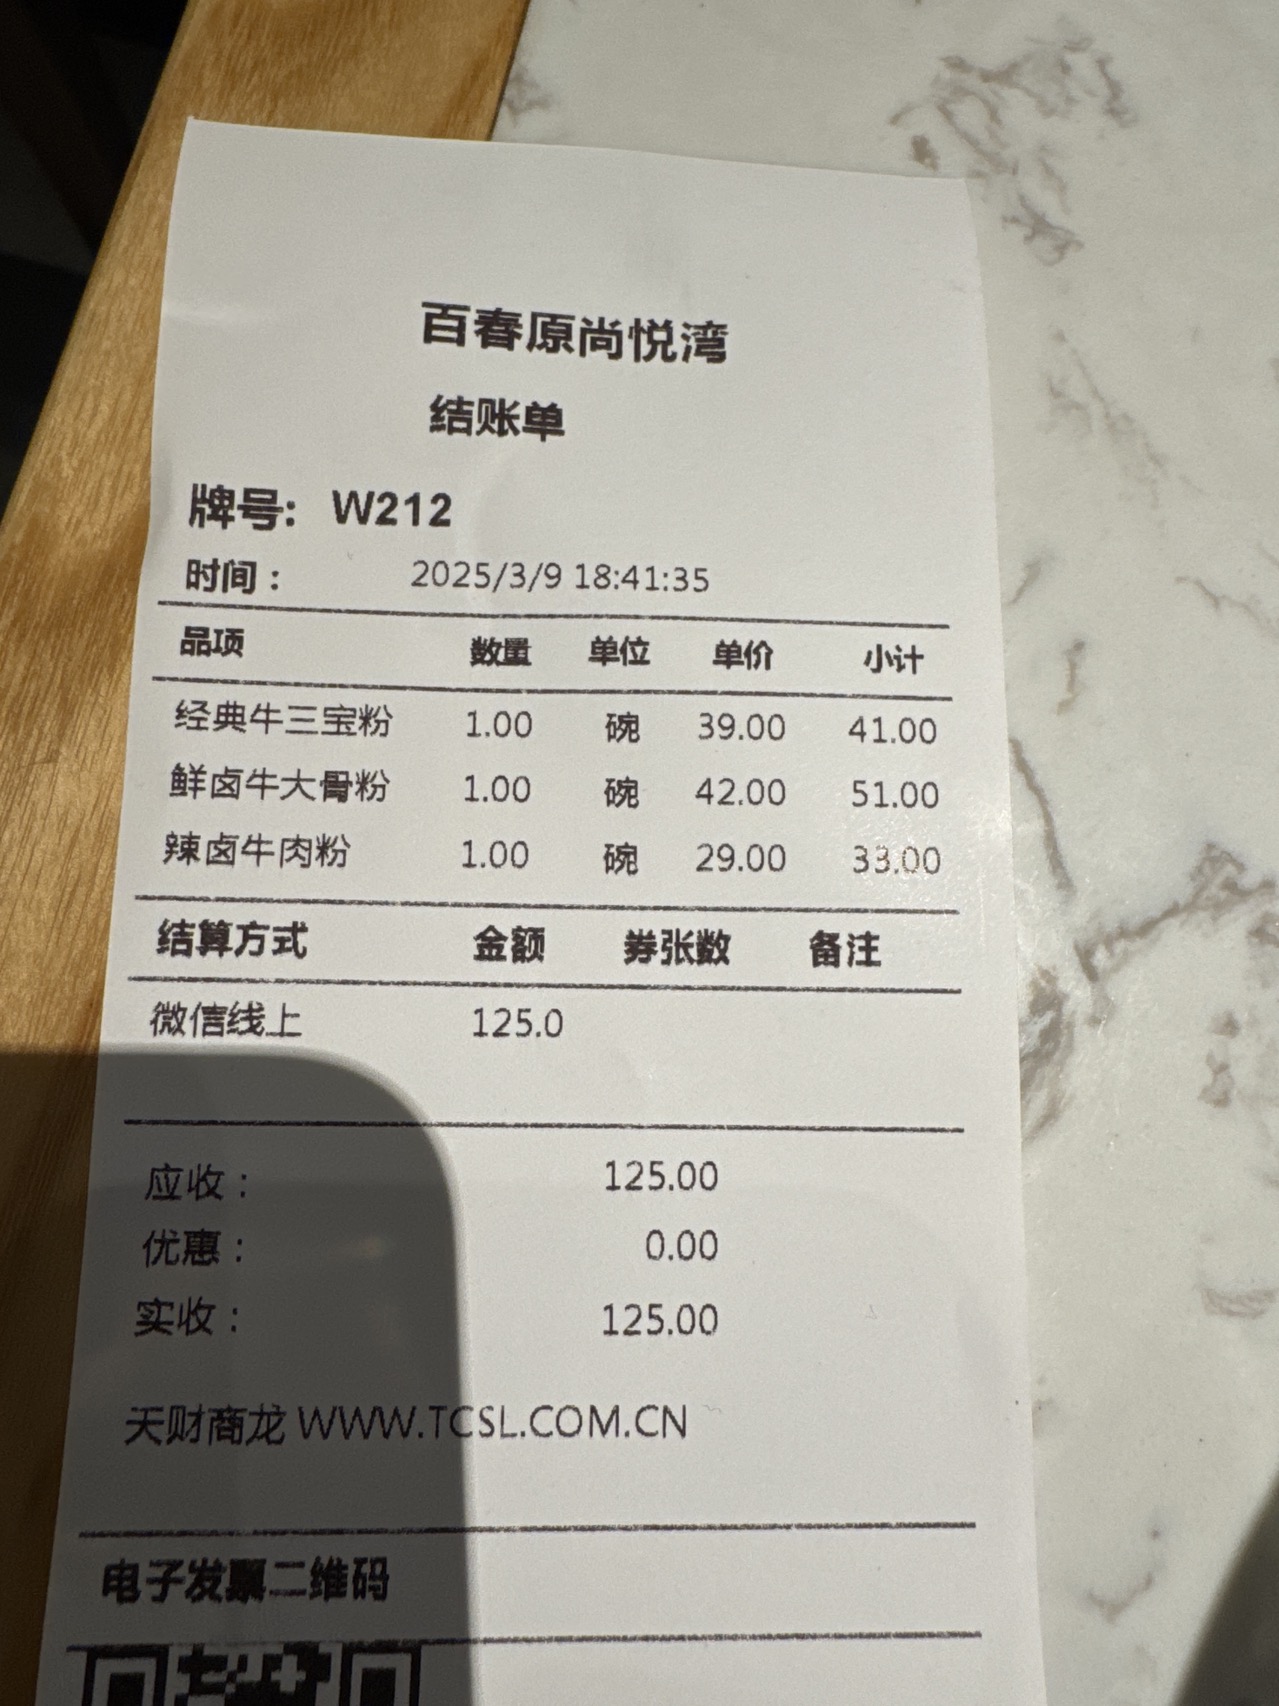 百春原尚悦湾
结账单
牌号: W212
时间： 2025/3/9 18:41:35
品项 数量 单位 单价 小计
经典牛三宝粉 1.00 碗 39.00 41.00
鲜卤牛大骨粉 1.00 碗 42.00 51.00
辣卤牛肉粉 1.00 碗 29.00 33.00
结算方式 金额 券张数 备注
微信线上 125.0
应收： 125.00
优惠： 0.00
实收： 125.00
天财商龙 WWW.TCSL.COM.CN
电子发票二维码